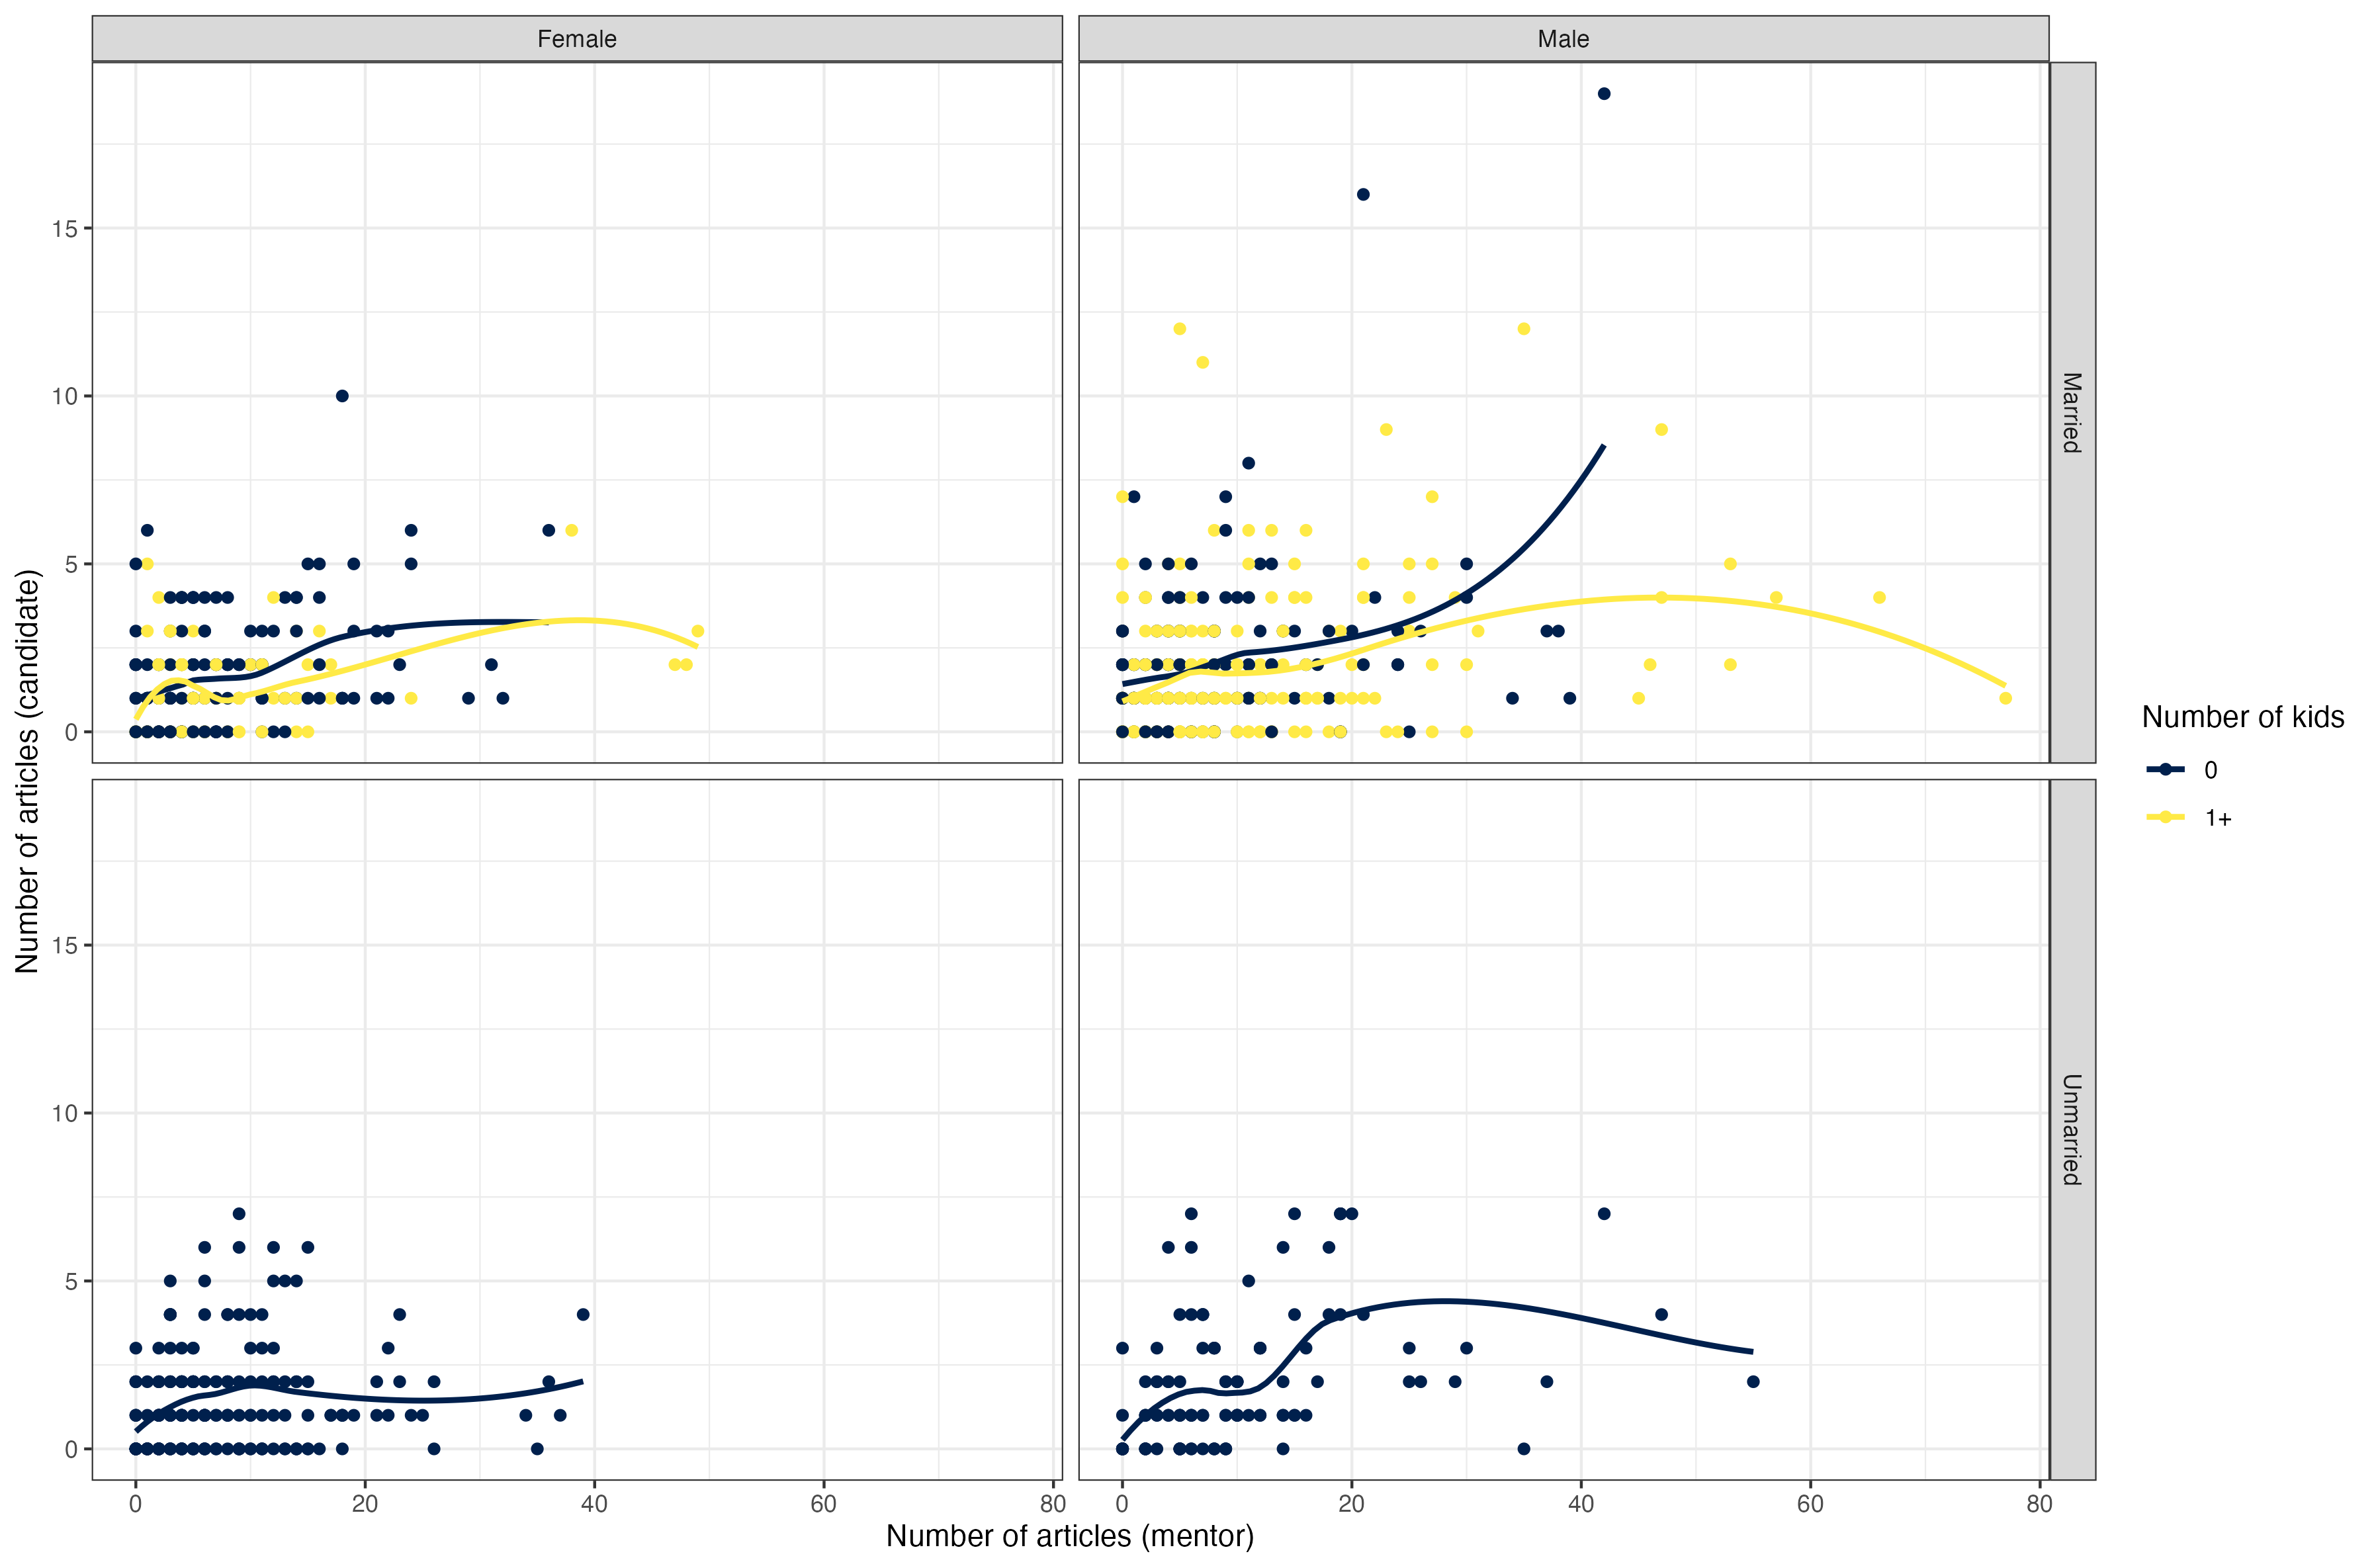 Female
Male
Number of articles (candidate)
15
10
5
0
Married
15
10
5
0
Unmarried
0
20
40
60
80
0
20
40
60
80
Number of articles (mentor)
Number of kids
0
1+